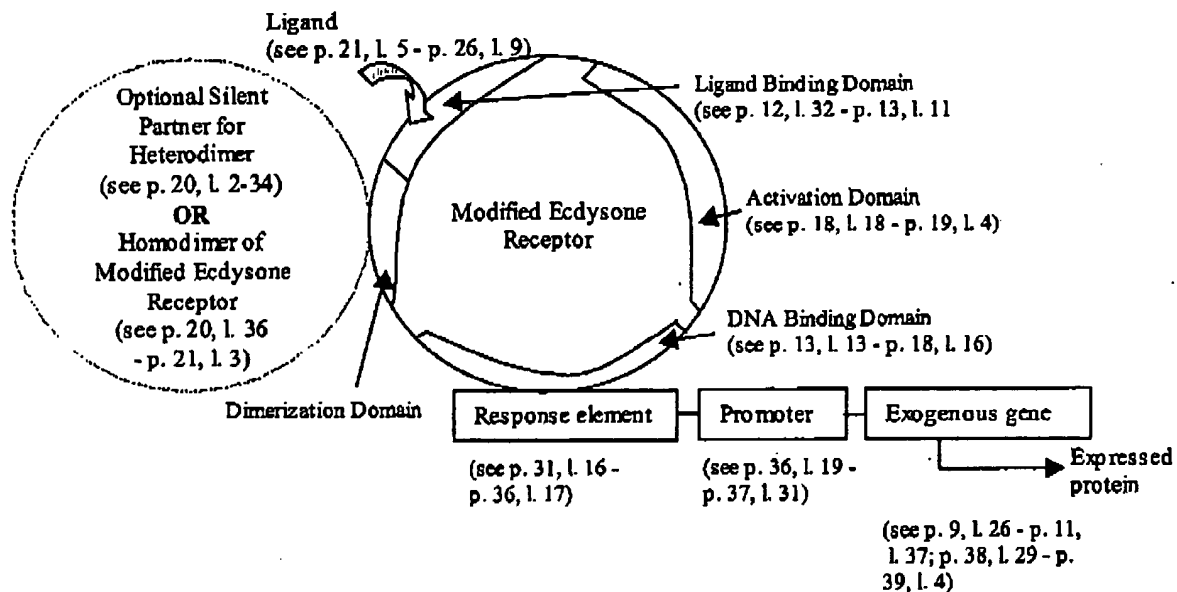 Ligand
(see p. 21, l. 5 - p. 26, l. 9)
Optional Silent
Partner for
Heterodimer
(see p. 20, l. 2-34)
OR
Homodimer of
Modified Ecdysone
Receptor
(see p. 20, l. 36
- p. 21, l. 3)
Ligand Binding Domain
(see p. 12, l. 32 - p. 13, l. 11
Modified Ecdysone
Receptor
Activation Domain
(see p. 18, l. 18 - p. 19, l. 4)
DNA Binding Domain
(see p. 13, l. 13 - p. 18, l. 16)
Dimerization Domain
Response element
Promoter
Exogenous gene
(see p. 31, l. 16 -
p. 36, l. 17)
(see p. 36, l. 19 -
p. 37, l. 31)
Expressed
protein
(see p. 9, l. 26 - p. 11,
l. 37; p. 38, l. 29 - p.
39, l. 4)